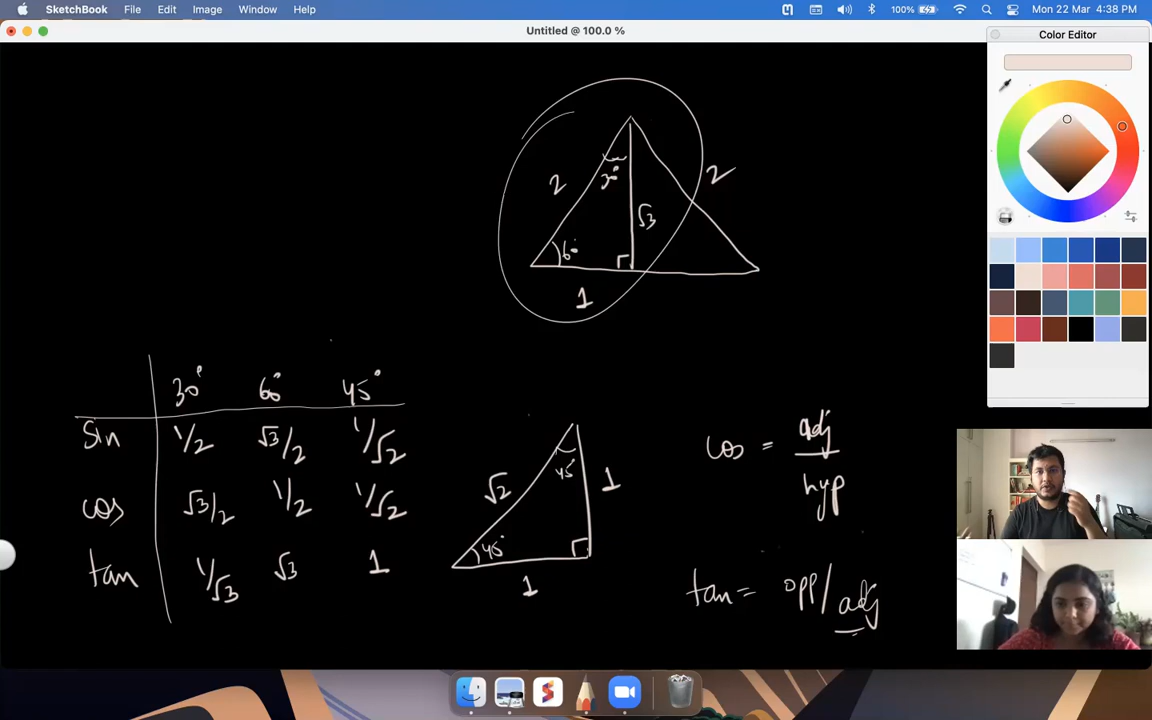 SketchBook File Edit Image Window Help 100% Mon 22 Mar 4:38 PM
Untitled @ 100.0 %
Color Editor
2
30°
2
√3
60°
1
30° 60° 45°
Sin 1/2 √3/2 1/√2
cos √3/2 1/2 1/√2
tan 1/√3 √3 1
45°
√2
1
45°
1
cos = adj
hyp
tan = opp/adj